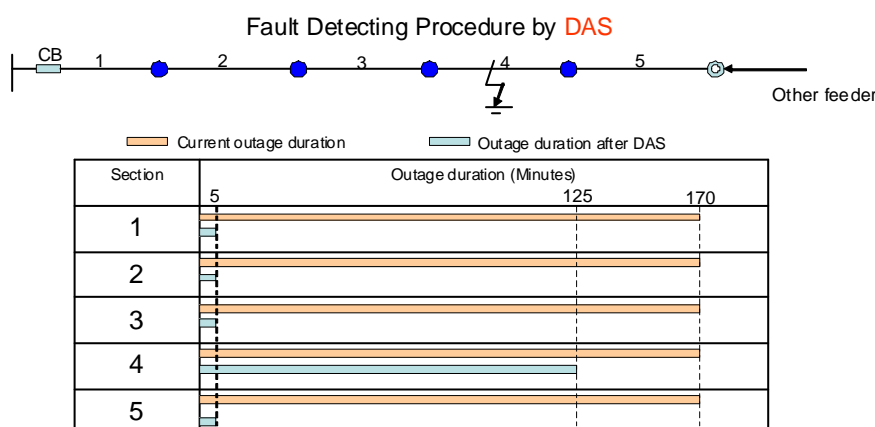 Fault Detecting Procedure by DAS
CB 1 2 3 4 5
Other feeder
Current outage duration Outage duration after DAS
Section Outage duration (Minutes)
5 125 170
1
2
3
4
5